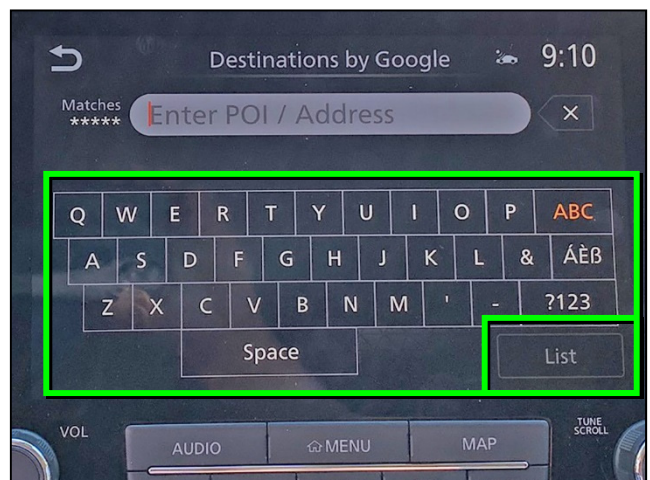 Destinations by Google 9:10
Matches
*****
Enter POI / Address
X
Q W E R T Y U I O P ABC
A S D F G H J K L & ÁÈß
Z X C V B N M ' - ?123
Space
List
VOL
AUDIO
MENU
MAP
TUNE
SCROLL